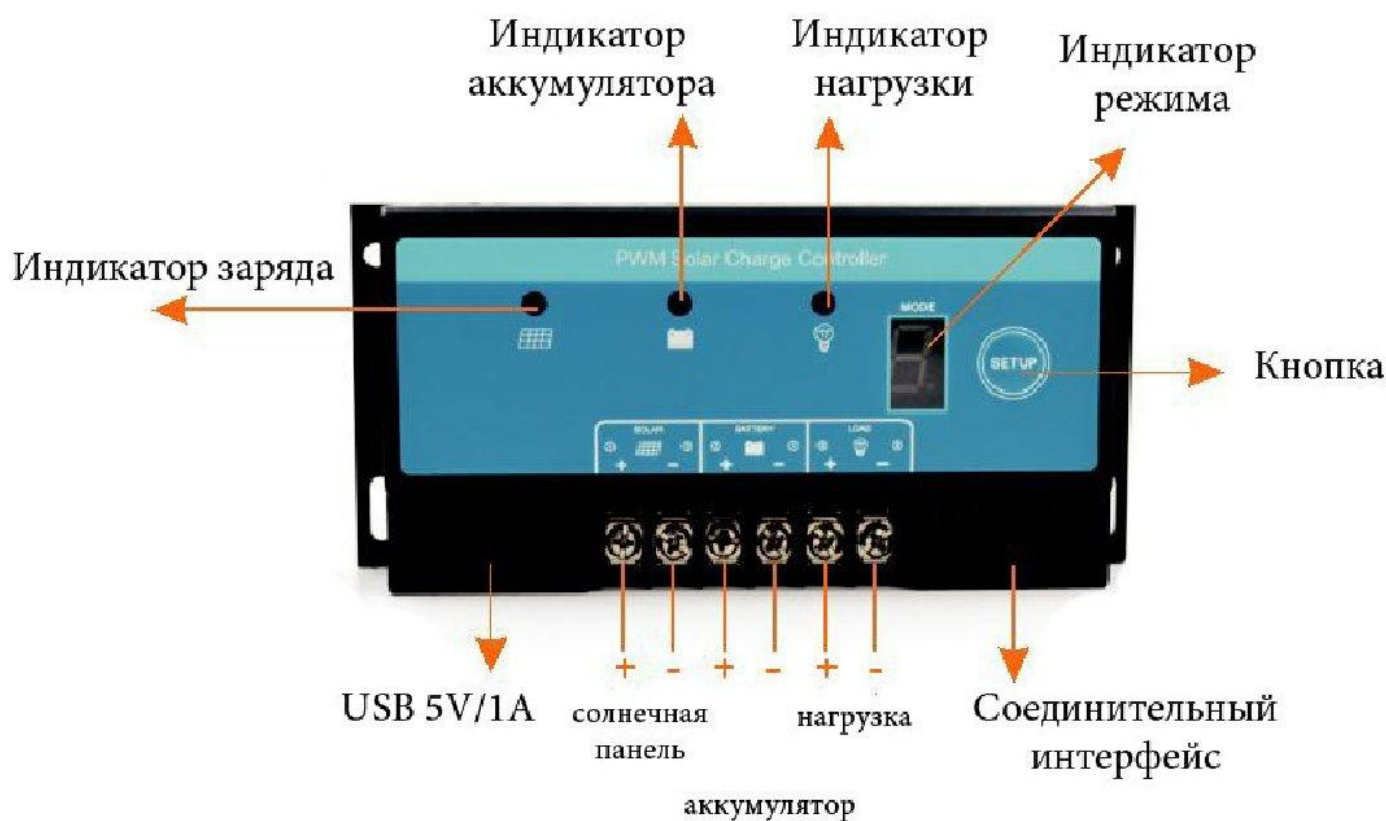 Индикатор
аккумулятора
Индикатор
нагрузки
Индикатор
режима
Индикатор заряда
PWM Solar Charge Controller
MODE
SETUP
Кнопка
SOLAR
BATTERY
LOAD
+ - + - + -
+ - + - + -
USB 5V/1A
солнечная
панель
нагрузка
Соединительный
интерфейс
аккумулятор